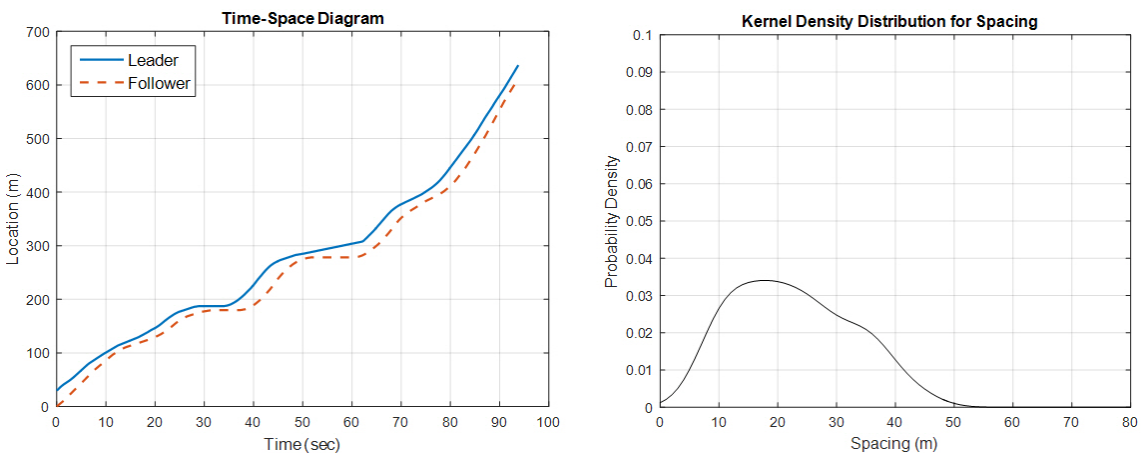 Time-Space Diagram
700
600
500
400
300
200
100
0
Location (m)
Leader
Follower
0 10 20 30 40 50 60 70 80 90 100
Time (sec)
Kernel Density Distribution for Spacing
0.1
0.09
0.08
0.07
0.06
0.05
0.04
0.03
0.02
0.01
0
Probability Density
0 10 20 30 40 50 60 70 80
Spacing (m)